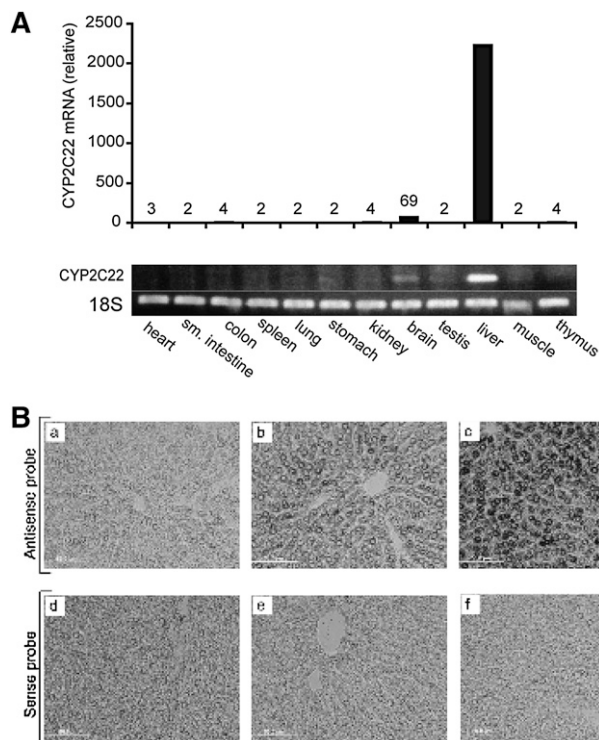 A
CYP2C22 mRNA (relative)
2500
2000
1500
1000
500
0
3 2 4 2 2 2 4 69 2 2 4
CYP2C22
18S
heart sm. intestine colon spleen lung stomach kidney brain testis liver muscle thymus
B
Antisense probe
a b c
Sense probe
d e f